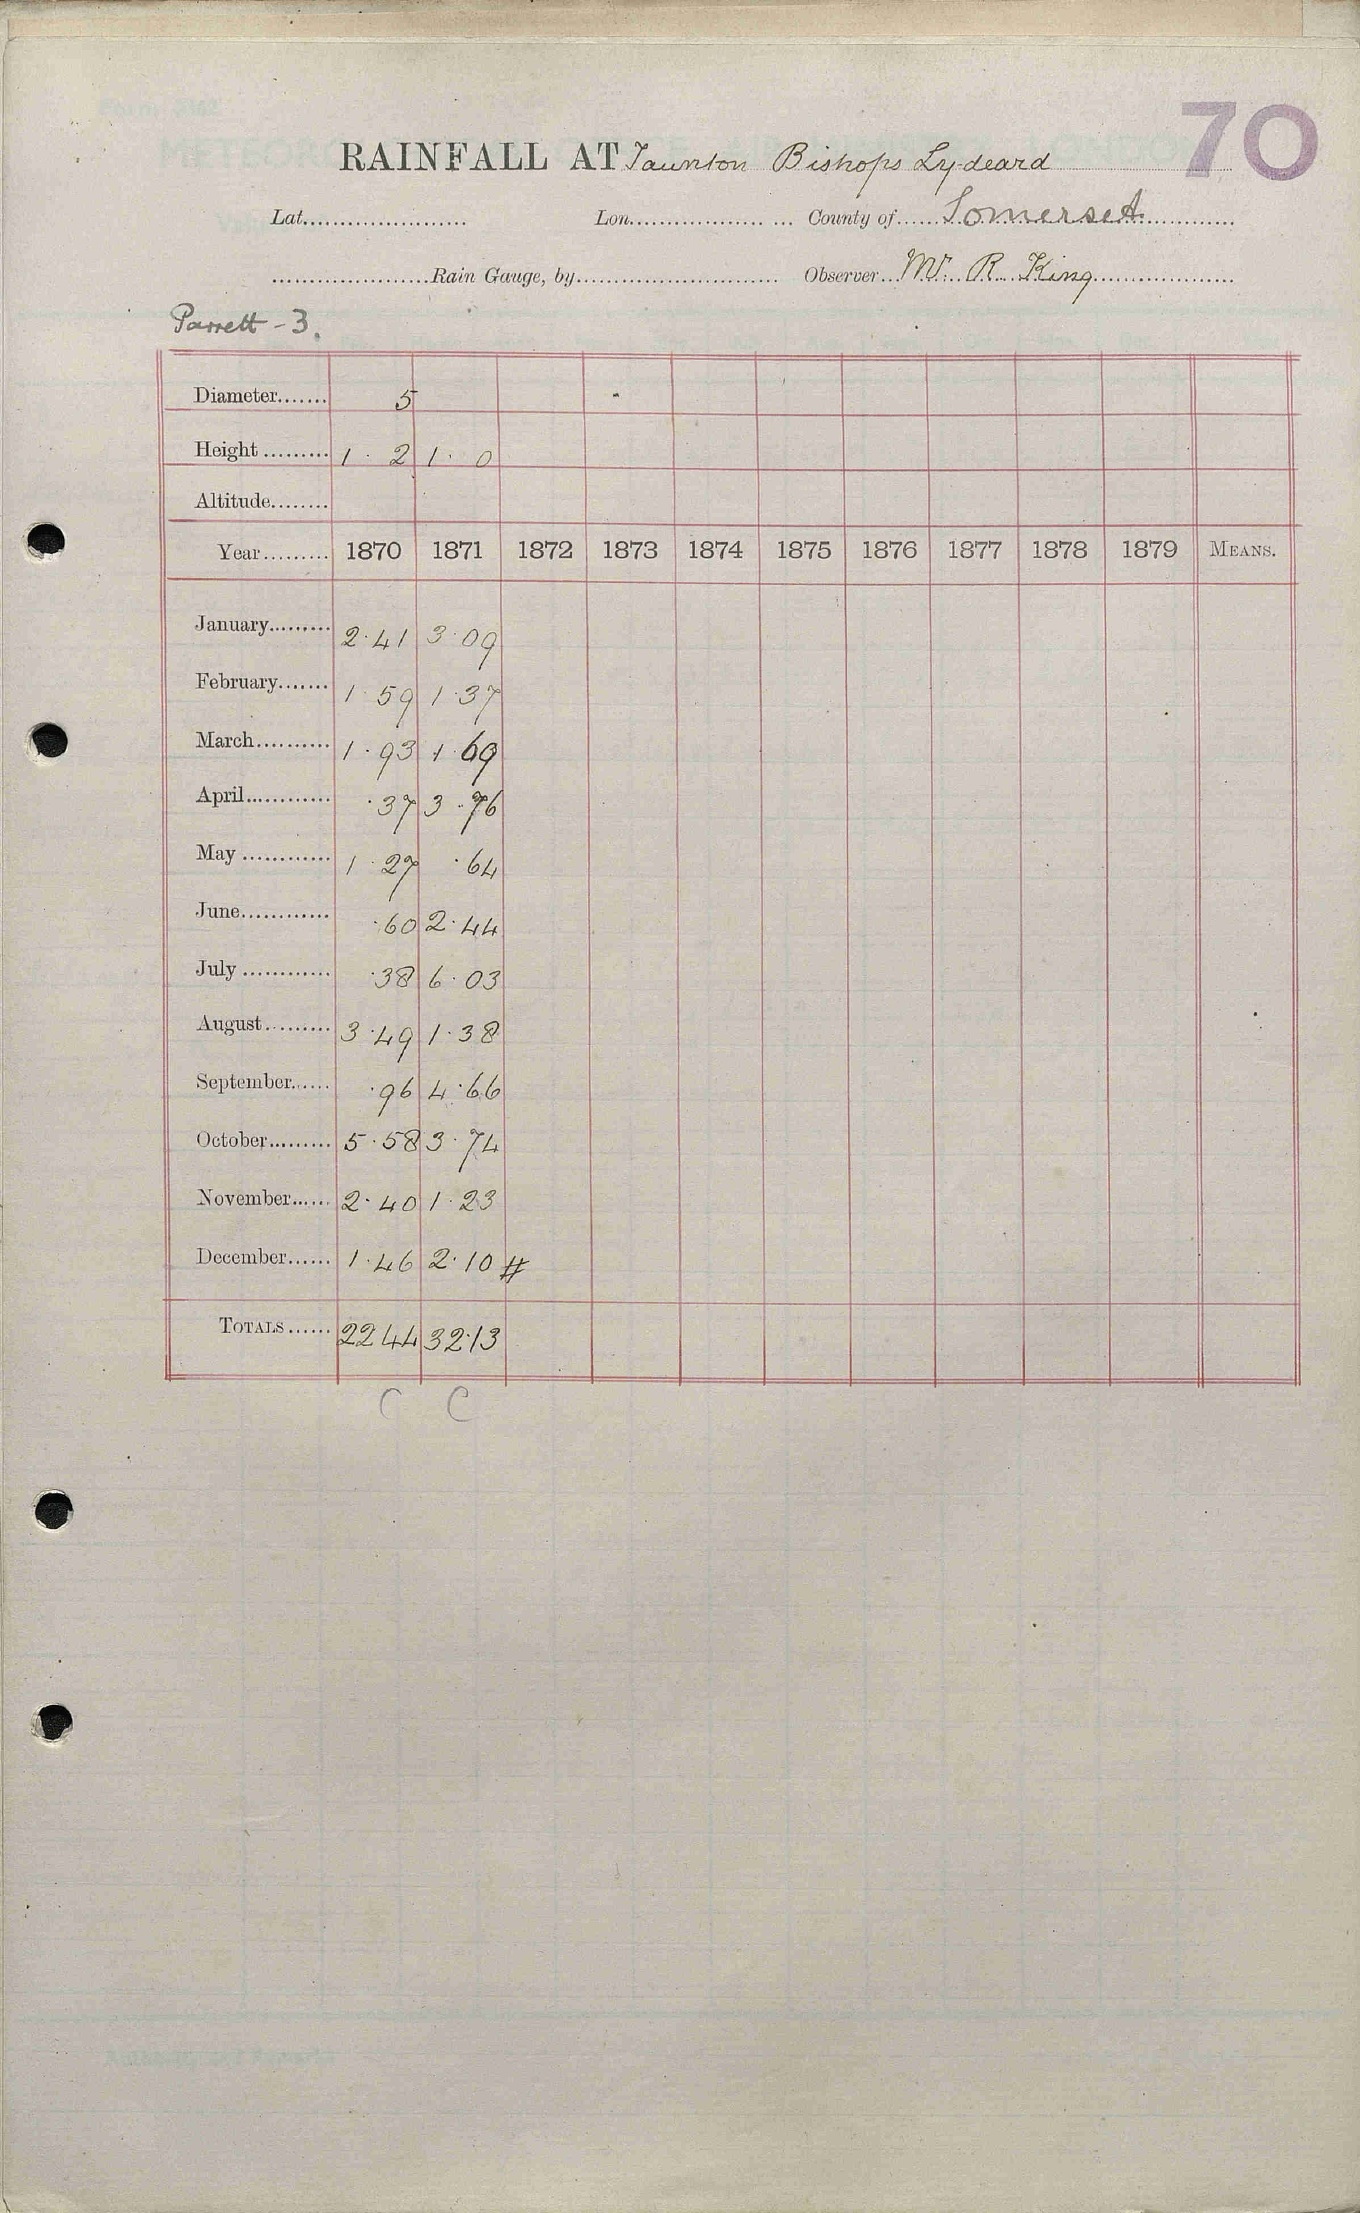 70
RAINFALL AT Taunton Bishops Lydeard
Lat...................... Lon.................. ... County of......Somerset.............
.....................Rain Gauge, by........................... Observer...Mr. R. King...................
Parrett - 3.
Diameter....... 5
Height ......... 1 . 2 1 . 0
Altitude........
Year......... 1870 1871 1872 1873 1874 1875 1876 1877 1878 1879 MEANS.
January......... 2.41 3.09
February....... 1.59 1.37
March.......... 1.93 1.69
April............ .37 3.76
May ............ 1.27 .64
June............ .60 2.44
July ............ .38 6.03
August......... 3.49 1.38
September...... .96 4.66
October......... 5.58 3.74
November...... 2.40 1.23
December...... 1.46 2.10 #
TOTALS...... 22 44 32.13
C C